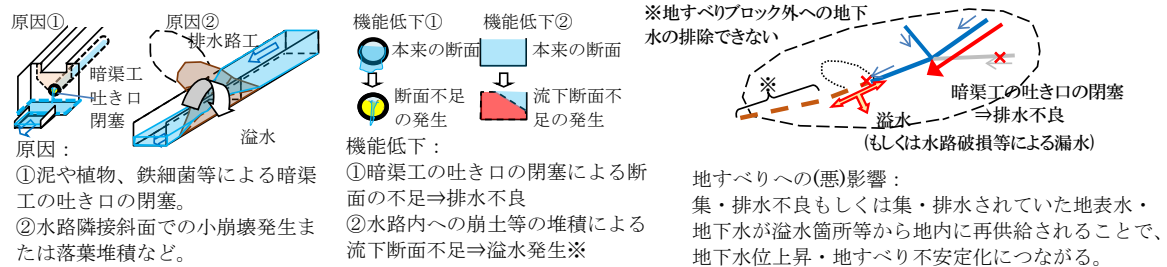 原因①
原因②
排水路工
暗渠工
吐き口
閉塞
溢水
原因：
①泥や植物、鉄細菌等による暗渠
工の吐き口の閉塞。
②水路隣接斜面での小崩壊発生ま
たは落葉堆積など。
機能低下①
機能低下②
本来の断面
本来の断面
断面不足
の発生
流下断面不
足の発生
機能低下：
①暗渠工の吐き口の閉塞による断
面の不足⇒排水不良
②水路内への崩土等の堆積による
流下断面不足⇒溢水発生※
※地すべりブロック外への地下
水の排除できない
※
暗渠工の吐き口の閉塞
⇒排水不良
溢水
(もしくは水路破損等による漏水)
地すべりへの(悪)影響：
集・排水不良もしくは集・排水されていた地表水・
地下水が溢水箇所等から地内に再供給されることで、
地下水位上昇・地すべり不安定化につながる。